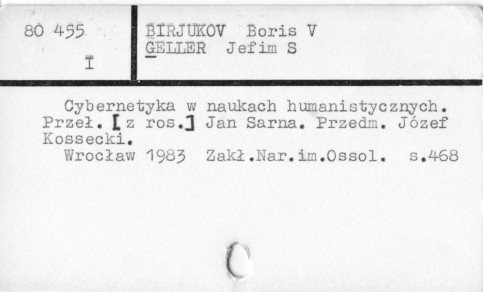 80 455 BIRJUKOV Boris V
GELLER Jefim S
I
Cybernetyka w naukach humanistycznych.
Przeł. [z ros.] Jan Sarna. Przedm. Józef
Kossecki.
Wrocław 1983 Zakł.Nar.im.Ossol. s.468